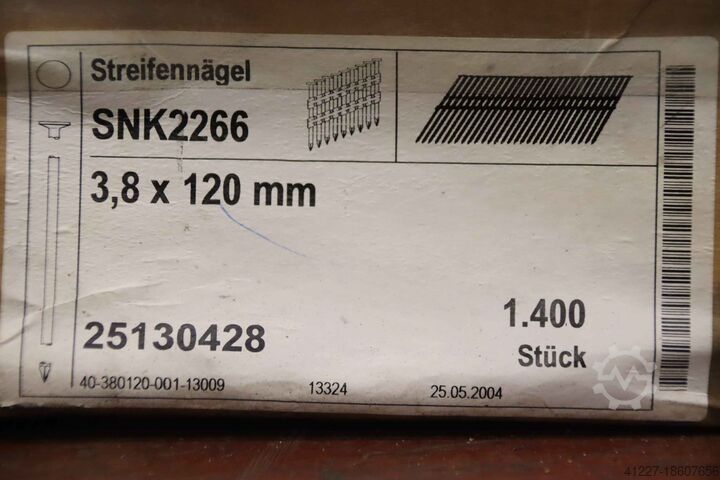 Streifennägel
SNK2266
3,8 x 120 mm
25130428
1.400
Stück
40-380120-001-13009
13324
25.05.2004
41227-18607656